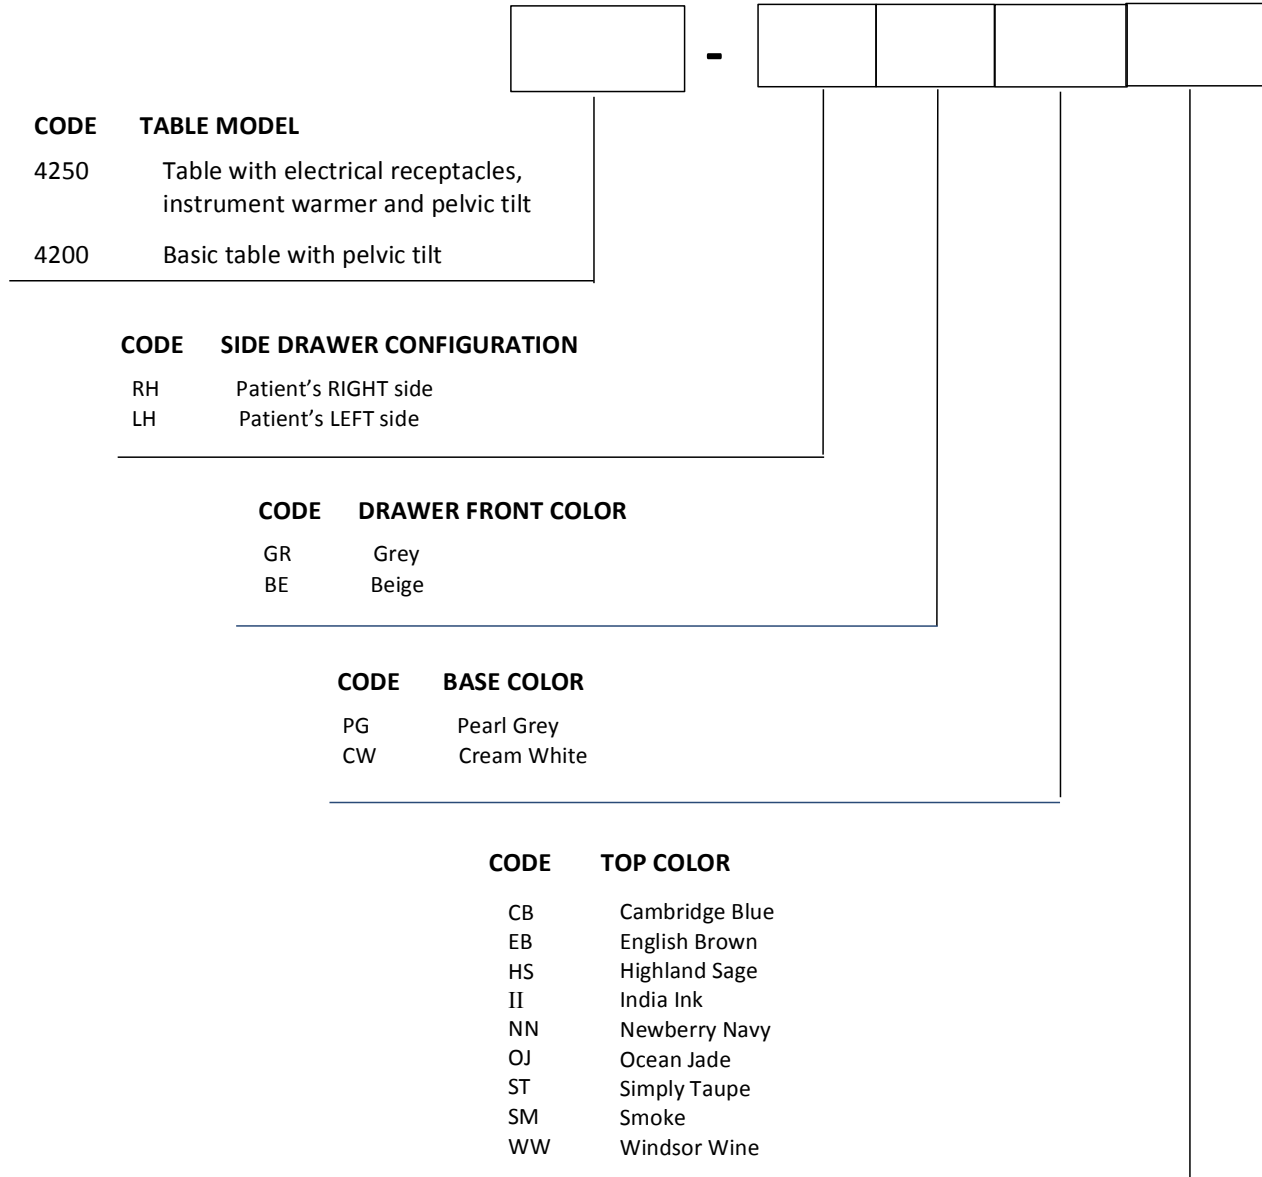 -
CODE TABLE MODEL
4250 Table with electrical receptacles,
instrument warmer and pelvic tilt
4200 Basic table with pelvic tilt
CODE SIDE DRAWER CONFIGURATION
RH Patient’s RIGHT side
LH Patient’s LEFT side
CODE DRAWER FRONT COLOR
GR Grey
BE Beige
CODE BASE COLOR
PG Pearl Grey
CW Cream White
CODE TOP COLOR
CB Cambridge Blue
EB English Brown
HS Highland Sage
II India Ink
NN Newberry Navy
OJ Ocean Jade
ST Simply Taupe
SM Smoke
WW Windsor Wine